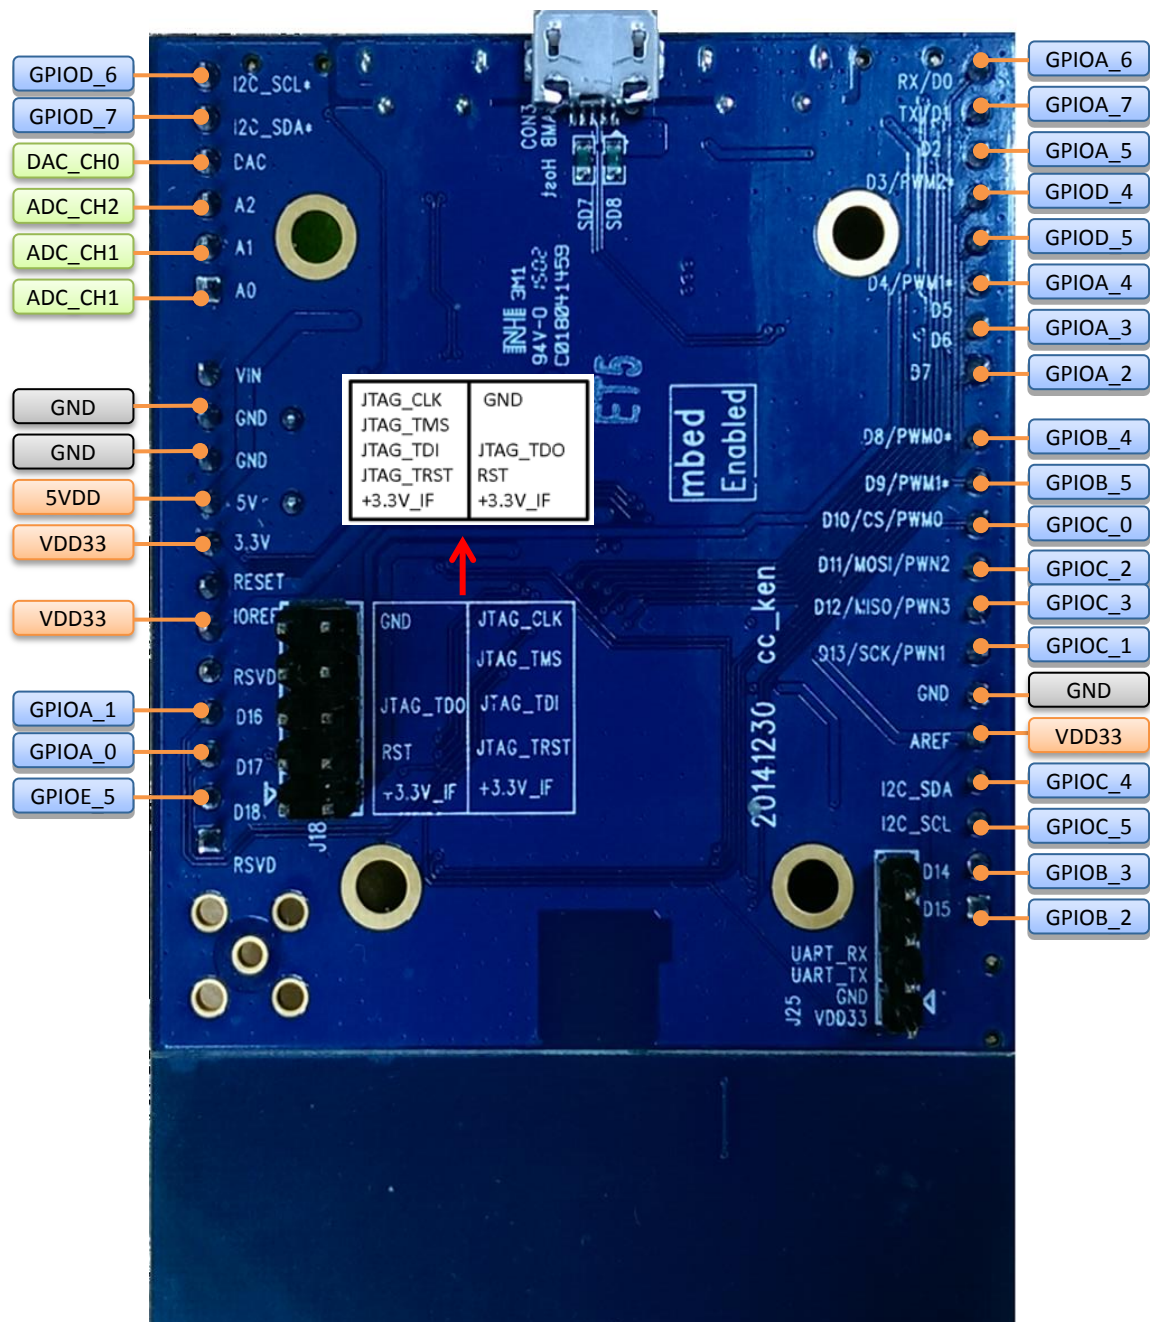 GPIOD_6
GPIOD_7
DAC_CH0
ADC_CH2
ADC_CH1
ADC_CH1
GND
GND
5VDD
VDD33
VDD33
GPIOA_1
GPIOA_0
GPIOE_5
I2C_SCL*
I2C_SDA*
DAC
A2
A1
A0
VIN
GND
GND
5V
3.3V
RESET
IOREF
RSVD
D16
D17
D18
RSVD
CON3
AMB Host
SD7
SD8
3M1
94V-0 1502
C018041459
ET5
mbed
Enabled
JTAG_CLK GND
JTAG_TMS
JTAG_TDI JTAG_TDO
JTAG_TRST RST
+3.3V_IF +3.3V_IF
GND JTAG_CLK
JTAG_TMS
JTAG_TDO JTAG_TDI
RST JTAG_TRST
+3.3V_IF +3.3V_IF
J18
20141230 cc_ken
RX/D0
TX/D1
D2
D3/PWM2*
D4/PWM1*
D5
D6
D7
D8/PWM0*
D9/PWM1*
D10/CS/PWM0
D11/MOSI/PWN2
D12/MISO/PWN3
D13/SCK/PWN1
GND
AREF
I2C_SDA
I2C_SCL
D14
D15
UART_RX
UART_TX
GND
VDD33
J25
GPIOA_6
GPIOA_7
GPIOA_5
GPIOD_4
GPIOD_5
GPIOA_4
GPIOA_3
GPIOA_2
GPIOB_4
GPIOB_5
GPIOC_0
GPIOC_2
GPIOC_3
GPIOC_1
GND
VDD33
GPIOC_4
GPIOC_5
GPIOB_3
GPIOB_2